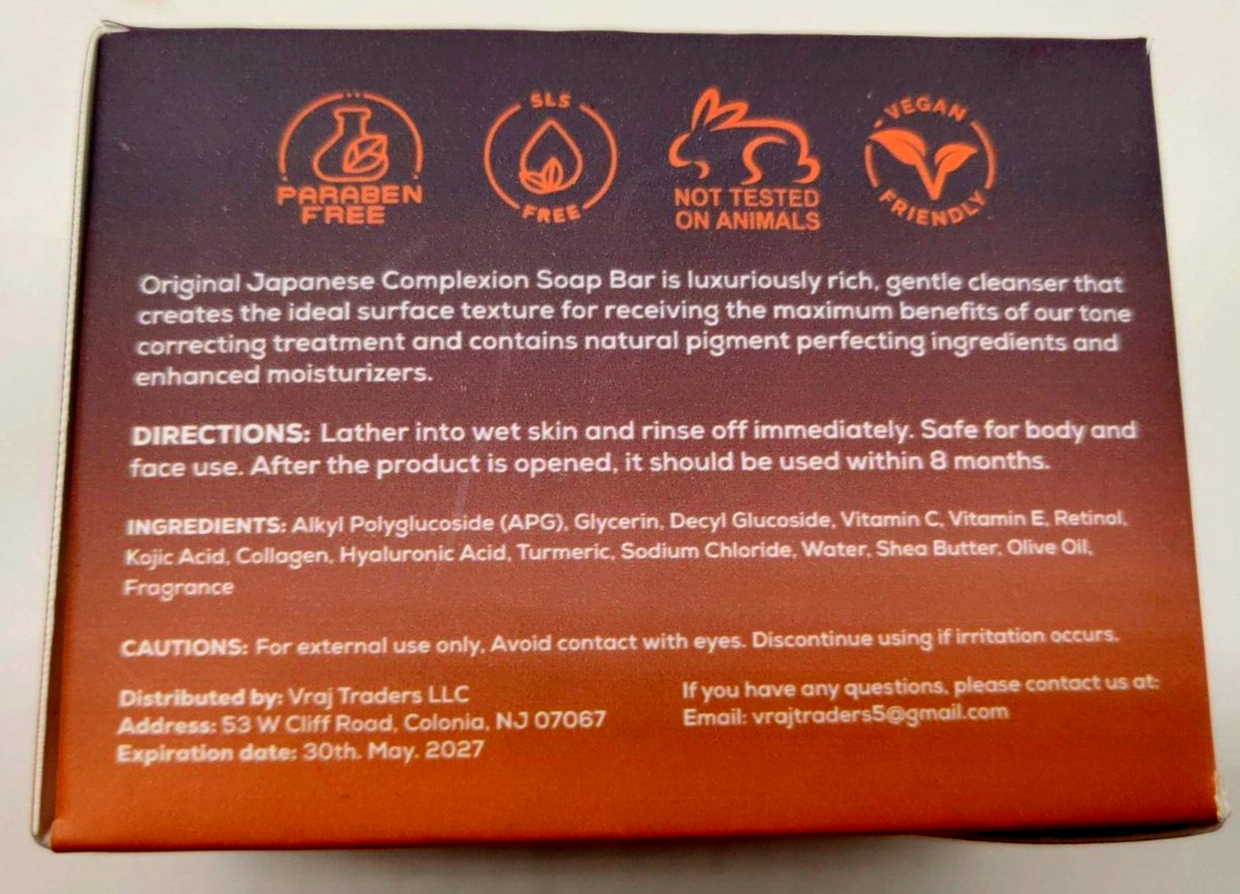 PARABEN
FREE
SLS
FREE
NOT TESTED
ON ANIMALS
VEGAN
FRIENDLY
Original Japanese Complexion Soap Bar is luxuriously rich, gentle cleanser that
creates the ideal surface texture for receiving the maximum benefits of our tone
correcting treatment and contains natural pigment perfecting ingredients and
enhanced moisturizers.
DIRECTIONS: Lather into wet skin and rinse off immediately. Safe for body and
face use. After the product is opened, it should be used within 8 months.
INGREDIENTS: Alkyl Polyglucoside (APG), Glycerin, Decyl Glucoside, Vitamin C, Vitamin E, Retinol,
Kojic Acid, Collagen, Hyaluronic Acid, Turmeric, Sodium Chloride, Water, Shea Butter, Olive Oil,
Fragrance
CAUTIONS: For external use only, Avoid contact with eyes. Discontinue using if irritation occurs.
Distributed by: Vraj Traders LLC
Address: 53 W Cliff Road, Colonia, NJ 07067
Expiration date: 30th. May. 2027
If you have any questions, please contact us at:
Email: vrajtraders5@gmail.com